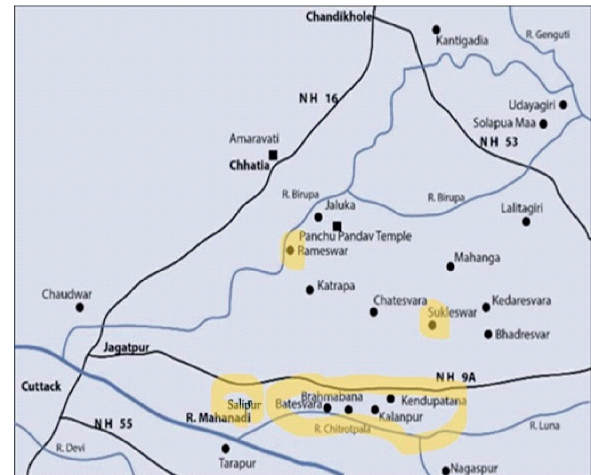 Chandikhole
R. Genguti
Kantigadia
NH 16
Udayagiri
Solapua Maa
NH 53
Amaravati
Chhatia
R. Birupa
R. Birupa
Jaluka
Lalitagiri
Panchu Pandav Temple
Rameswar
Mahanga
Katrapa
Chaudwar
Chatesvara
Kedaresvara
Sukleswar
Bhadresvar
Jagatpur
NH 9A
Cuttack
Salipur
Batesvara
Brahmabana
Kendupatana
R. Mahanadi
Kalanpur
NH 55
R. Chitrotpala
R. Luna
R. Devi
Tarapur
Nagaspur